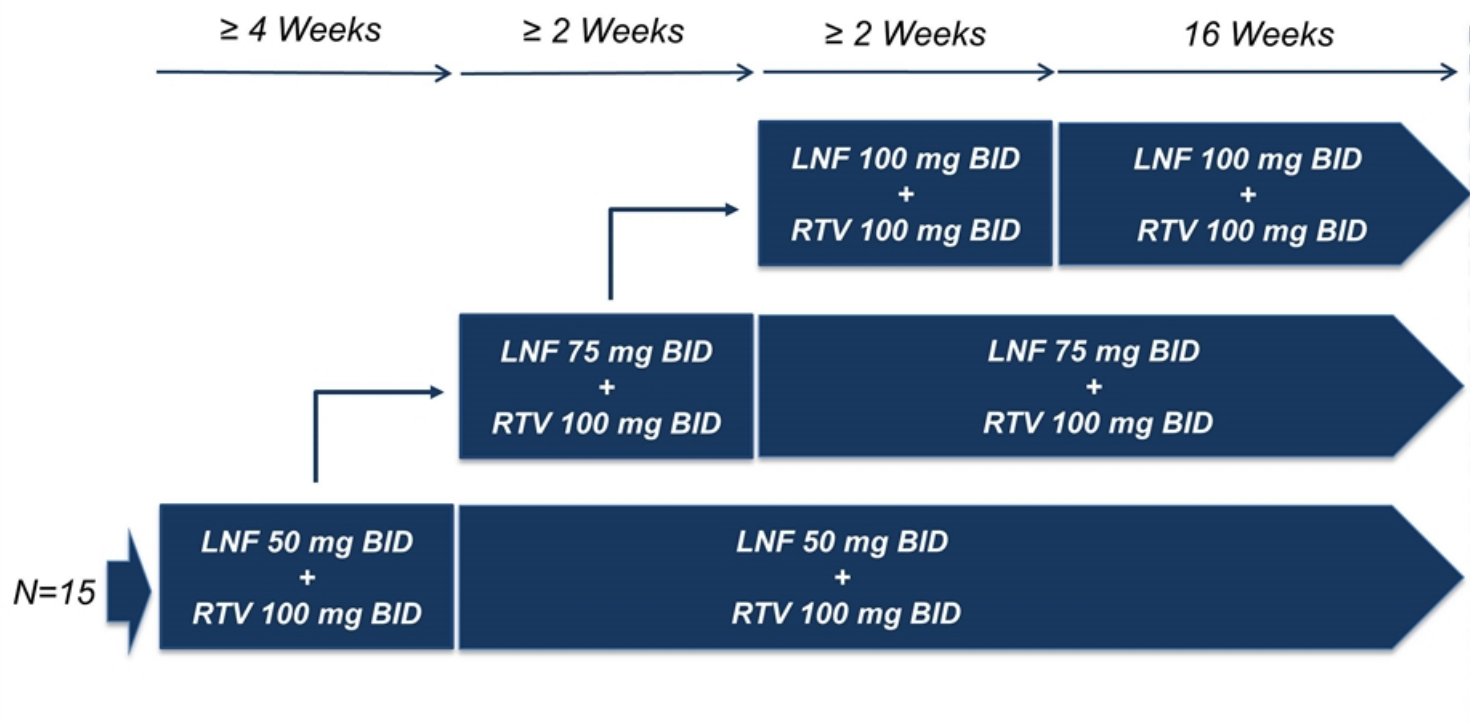 ≥ 4 Weeks
≥ 2 Weeks
≥ 2 Weeks
16 Weeks
LNF 100 mg BID
+
RTV 100 mg BID
LNF 100 mg BID
+
RTV 100 mg BID
LNF 75 mg BID
+
RTV 100 mg BID
LNF 75 mg BID
+
RTV 100 mg BID
N=15
LNF 50 mg BID
+
RTV 100 mg BID
LNF 50 mg BID
+
RTV 100 mg BID